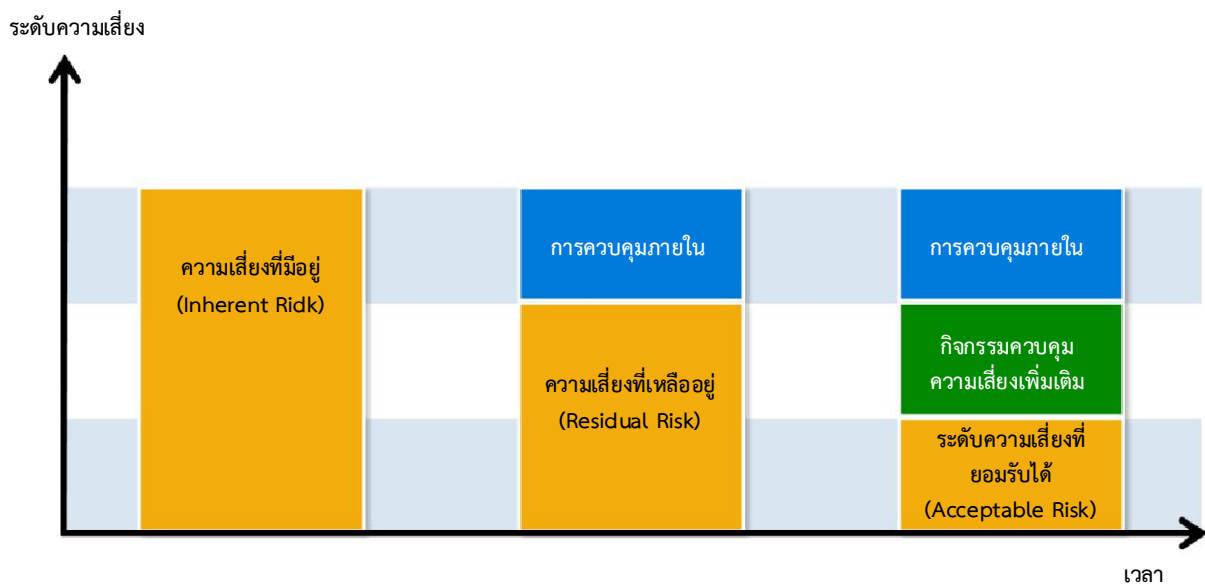 ระดับความเสี่ยง
ความเสี่ยงที่มีอยู่
(Inherent Ridk)
การควบคุมภายใน
ความเสี่ยงที่เหลืออยู่
(Residual Risk)
การควบคุมภายใน
กิจกรรมควบคุม
ความเสี่ยงเพิ่มเติม
ระดับความเสี่ยงที่
ยอมรับได้
(Acceptable Risk)
เวลา